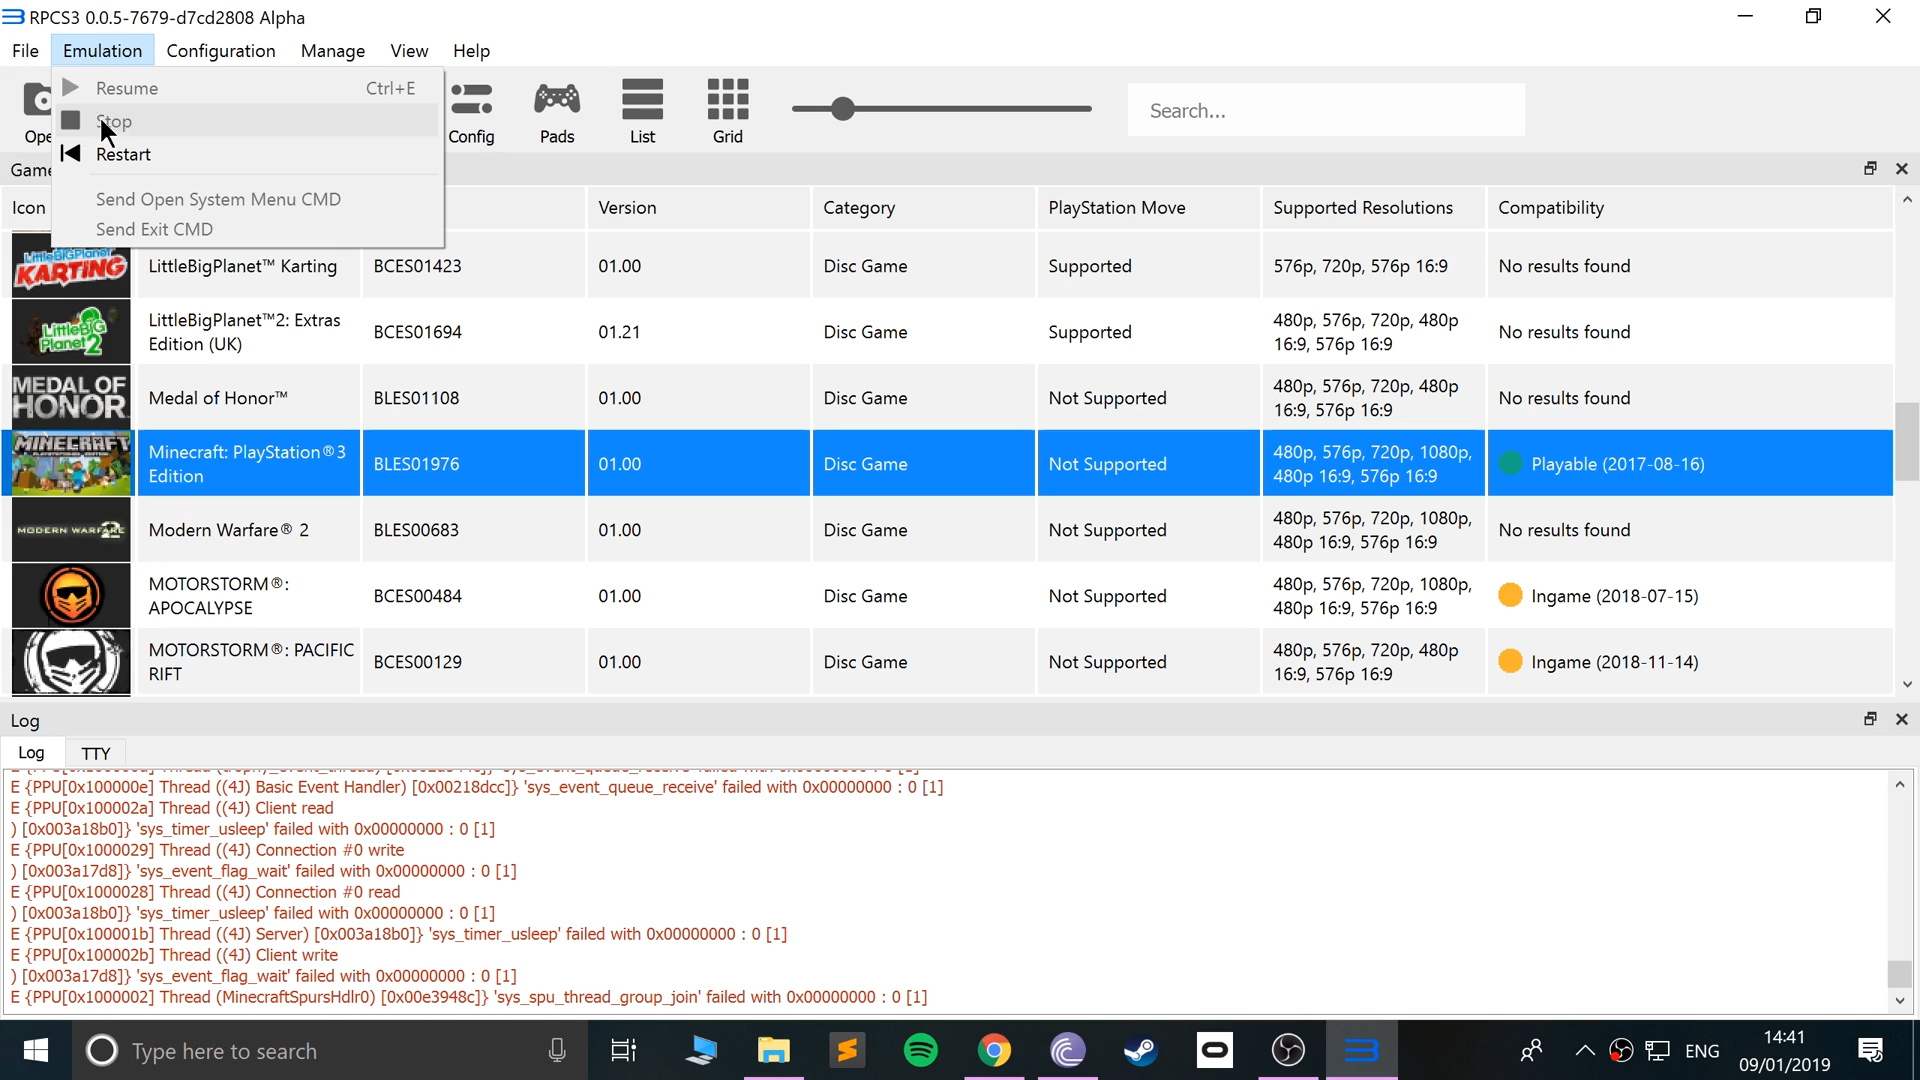 RPCS3 0.0.5-7679-d7cd2808 Alpha
File Emulation Configuration Manage View Help
Resume Ctrl+E
Stop
Restart
Send Open System Menu CMD
Send Exit CMD
Ope
Config Pads List Grid
Search...
Game
Icon Version Category PlayStation Move Supported Resolutions Compatibility
LittleBIGPlanet KARTING
LittleBigPlanet™ Karting BCES01423 01.00 Disc Game Supported 576p, 720p, 576p 16:9 No results found
LittleBIG Planet 2
LittleBigPlanet™2: Extras Edition (UK) BCES01694 01.21 Disc Game Supported 480p, 576p, 720p, 480p 16:9, 576p 16:9 No results found
MEDAL OF HONOR
Medal of Honor™ BLES01108 01.00 Disc Game Not Supported 480p, 576p, 720p, 480p 16:9, 576p 16:9 No results found
MINECRAFT
Minecraft: PlayStation®3 Edition BLES01976 01.00 Disc Game Not Supported 480p, 576p, 720p, 1080p, 480p 16:9, 576p 16:9 Playable (2017-08-16)
MODERN WARFARE 2
Modern Warfare® 2 BLES00683 01.00 Disc Game Not Supported 480p, 576p, 720p, 1080p, 480p 16:9, 576p 16:9 No results found
MOTORSTORM®: APOCALYPSE BCES00484 01.00 Disc Game Not Supported 480p, 576p, 720p, 1080p, 480p 16:9, 576p 16:9 Ingame (2018-07-15)
MOTORSTORM®: PACIFIC RIFT BCES00129 01.00 Disc Game Not Supported 480p, 576p, 720p, 480p 16:9, 576p 16:9 Ingame (2018-11-14)
Log
Log TTY
E {PPU[0x100000e] Thread ((4J) Basic Event Handler) [0x00218dcc]} 'sys_event_queue_receive' failed with 0x00000000 : 0 [1]
E {PPU[0x100002a] Thread ((4J) Client read
) [0x003a18b0]} 'sys_timer_usleep' failed with 0x00000000 : 0 [1]
E {PPU[0x1000029] Thread ((4J) Connection #0 write
) [0x003a17d8]} 'sys_event_flag_wait' failed with 0x00000000 : 0 [1]
E {PPU[0x1000028] Thread ((4J) Connection #0 read
) [0x003a18b0]} 'sys_timer_usleep' failed with 0x00000000 : 0 [1]
E {PPU[0x100001b] Thread ((4J) Server) [0x003a18b0]} 'sys_timer_usleep' failed with 0x00000000 : 0 [1]
E {PPU[0x100002b] Thread ((4J) Client write
) [0x003a17d8]} 'sys_event_flag_wait' failed with 0x00000000 : 0 [1]
E {PPU[0x1000002] Thread (MinecraftSpursHdlr0) [0x00e3948c]} 'sys_spu_thread_group_join' failed with 0x00000000 : 0 [1]
Type here to search
ENG
14:41
09/01/2019